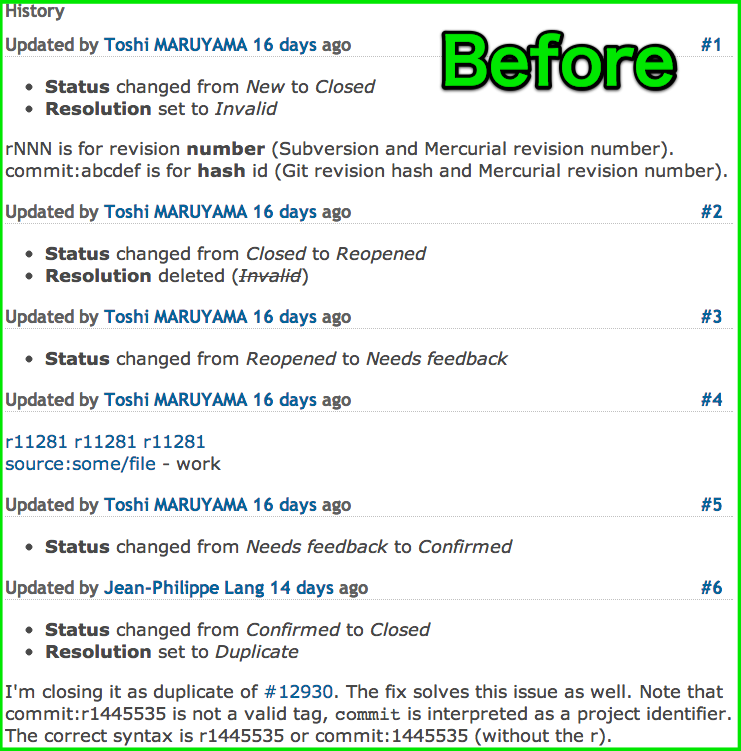 History
Before
Updated by Toshi MARUYAMA 16 days ago #1
• Status changed from New to Closed
• Resolution set to Invalid
rNNN is for revision number (Subversion and Mercurial revision number).
commit:abcdef is for hash id (Git revision hash and Mercurial revision number).
Updated by Toshi MARUYAMA 16 days ago #2
• Status changed from Closed to Reopened
• Resolution deleted (Invalid)
Updated by Toshi MARUYAMA 16 days ago #3
• Status changed from Reopened to Needs feedback
Updated by Toshi MARUYAMA 16 days ago #4
r11281 r11281 r11281
source:some/file - work
Updated by Toshi MARUYAMA 16 days ago #5
• Status changed from Needs feedback to Confirmed
Updated by Jean-Philippe Lang 14 days ago #6
• Status changed from Confirmed to Closed
• Resolution set to Duplicate
I'm closing it as duplicate of #12930. The fix solves this issue as well. Note that
commit:r1445535 is not a valid tag, commit is interpreted as a project identifier.
The correct syntax is r1445535 or commit:1445535 (without the r).